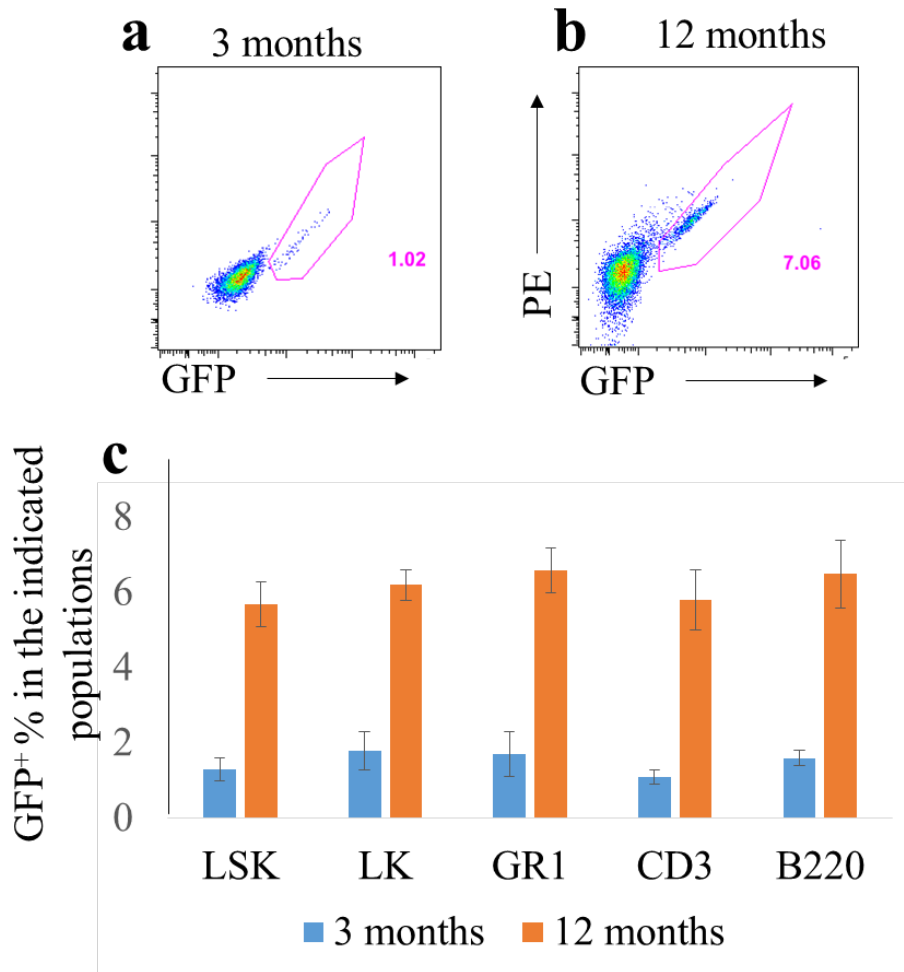 a
3 months
b
12 months
1.02
7.06
PE
GFP
GFP
c
GFP+ % in the indicated
populations
8
6
4
2
0
LSK LK GR1 CD3 B220
3 months 12 months